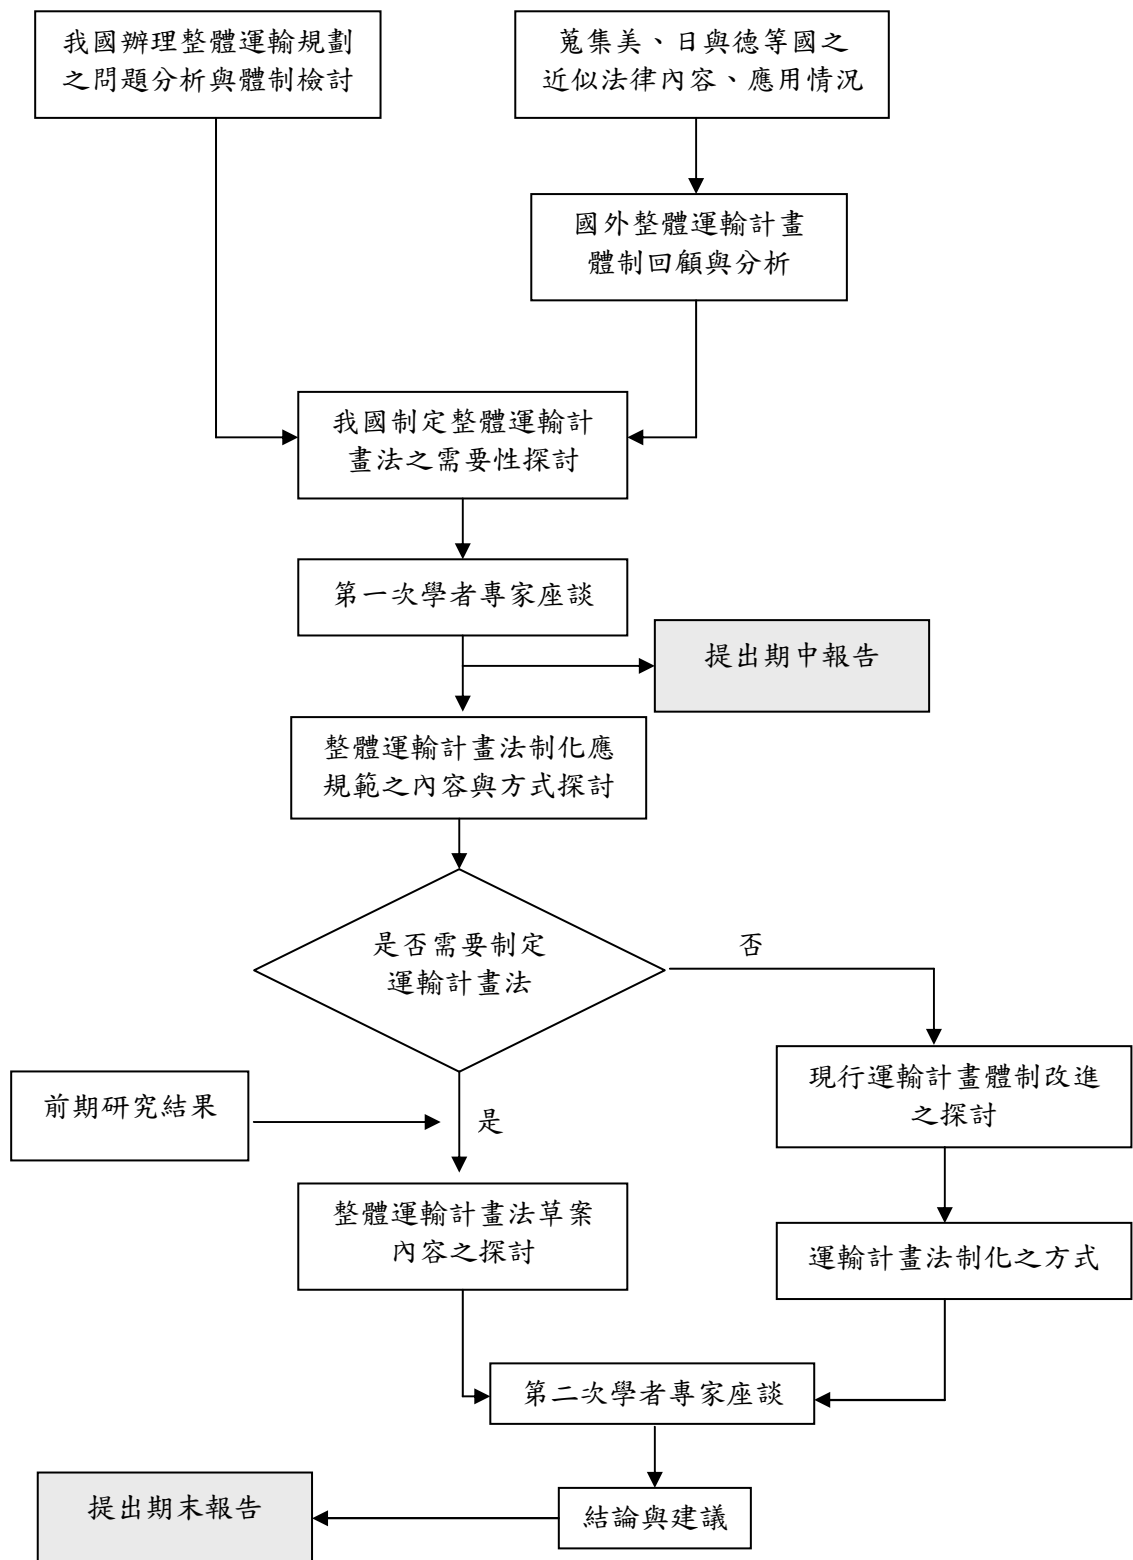 我國辦理整體運輸規劃
之問題分析與體制檢討
蒐集美、日與德等國之
近似法律內容、應用情況
國外整體運輸計畫
體制回顧與分析
我國制定整體運輸計
畫法之需要性探討
第一次學者專家座談
提出期中報告
整體運輸計畫法制化應
規範之內容與方式探討
是否需要制定
運輸計畫法
否
現行運輸計畫體制改進
之探討
前期研究結果
是
整體運輸計畫法草案
內容之探討
運輸計畫法制化之方式
第二次學者專家座談
提出期末報告
結論與建議